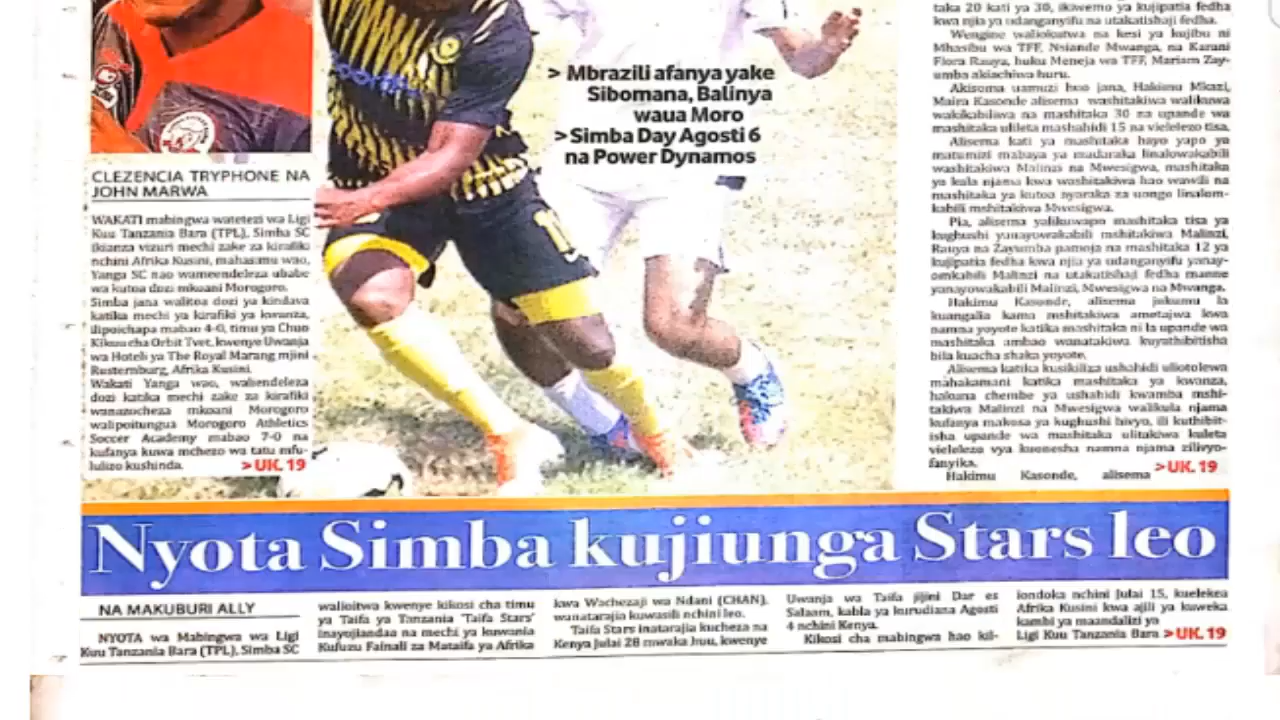 > Mbrazili afanya yake
Sibomana, Balinya
waua Moro
> Simba Day Agosti 6
na Power Dynamos
CLEZENCIA TRYPHONE NA
JOHN MARWA
WAKATI mabingwa watetezi wa Ligi
Kuu Tanzania Bara (TPL), Simba SC
ikianza vizuri mechi zake za kirafiki
nchini Afrika Kusini, mahasimu wao,
Yanga SC nao wameendeleza ubabe
wa kutoa dozi mkoani Morogoro.
Simba jana walitoa dozi ya kindava
katika mechi ya kirafiki ya kwanza,
ilipoichapa mabao 4-0, timu ya Chuo
Kikuu cha Orbit Tvet, kwenye Uwanja
wa Hoteli ya The Royal Marang mjini
Rustemburg, Afrika Kusini.
Wakati Yanga wao, waliendeleza
dozi katika mechi zake za kirafiki
wanazocheza mkoani Morogoro
walipoitungua Morogoro Athletics
Soccer Academy mabao 7-0 na
kufanya kuwa mchezo wa tatu mfu-
lulizo kushinda. > UK. 19
taka 20 kati ya 30, ikiwemo ya kujipatia fedha
kwa njia ya udanganyifu na utakatishaji fedha.
Wengine waliokutwa na kesi ya kujibu ni
Mhasibu wa TFF, Nsiande Mwanga, na Karani
Flora Rauya, huku Meneja wa TFF, Mariam Zay-
umba akiachiwa huru.
Akisoma uamuzi huo jana, Hakimu Mkazi,
Maira Kasonde alisema washitakiwa walikuwa
wakikabiliwa na mashitaka 30 na upande wa
mashitaka ulileta mashahidi 15 na vielelezo tisa.
Alisema kati ya mashitaka hayo yapo ya
matumizi mabaya ya madaraka linalowakabili
washitakiwa Malinzi na Mwesigwa, mashitaka
ya kula njama kwa washitakiwa hao wawili na
mashitaka ya kutoa nyaraka za uongo linalom-
kabili mshitakiwa Mwesigwa.
Pia, alisema yalikuwapo mashitaka tisa ya
kughushi yanayowakabili mshitakiwa Malinzi,
Rauya na Zayumba pamoja na mashitaka 12 ya
kujipatia fedha kwa njia ya udanganyifu yanay-
omkabili Malinzi na utakatishaji fedha manne
yanayowakabili Malinzi, Mwesigwa na Mwanga.
Hakimu Kasonde, alisema jukumu la
kuangalia kama mshitakiwa ametajwa kwa
namna yoyote katika mashitaka ni la upande wa
mashitaka ambao wanatakiwa kuyathibitisha
bila kuacha shaka yoyote.
Alisema katika kusikiliza ushahidi uliotolewa
mahakamani katika mashitaka ya kwanza,
hakuna chembe ya ushahidi kwamba mshi-
takiwa Malinzi na Mwesigwa walikula njama
kufanya makosa ya kughushi hivyo, ili kuthibit-
isha upande wa mashitaka ulitakiwa kuleta
vielelezo vya kuonesha namna njama zilivyo-
fanyika. > UK. 19
Hakimu Kasonde, alisema
Nyota Simba kujiunga Stars leo
NA MAKUBURI ALLY
NYOTA wa Mabingwa wa Ligi
Kuu Tanzania Bara (TPL), Simba SC
walioitwa kwenye kikosi cha timu
ya Taifa ya Tanzania 'Taifa Stars'
inayojiandaa na mechi ya kuwania
Kufuzu Fainali za Mataifa ya Afrika
kwa Wachezaji wa Ndani (CHAN),
wanatarajia kuwasili nchini leo.
Taifa Stars inatarajia kucheza na
Kenya Julai 28 mwaka huu, kwenye
Uwanja wa Taifa jijini Dar es
Salaam, kabla ya kurudiana Agosti
4 nchini Kenya.
Kikosi cha mabingwa hao kil-
iondoka nchini Julai 15, kuelekea
Afrika Kusini kwa ajili ya kuweka
kambi ya maandalizi ya
Ligi Kuu Tanzania Bara > UK. 19